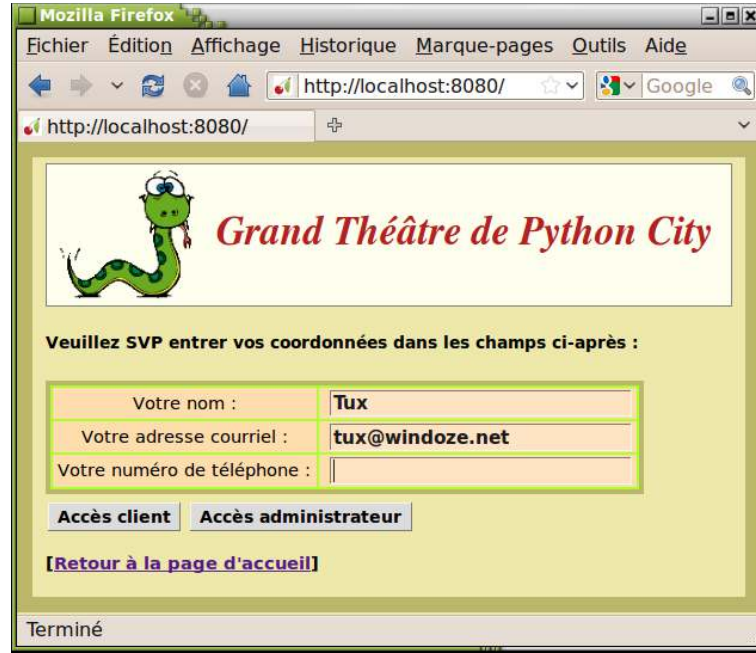 Mozilla Firefox
Fichier Édition Affichage Historique Marque-pages Outils Aide
http://localhost:8080/ Google
http://localhost:8080/
Grand Théâtre de Python City
Veuillez SVP entrer vos coordonnées dans les champs ci-après :
Votre nom : Tux
Votre adresse courriel : tux@windoze.net
Votre numéro de téléphone :
Accès client Accès administrateur
[Retour à la page d'accueil]
Terminé